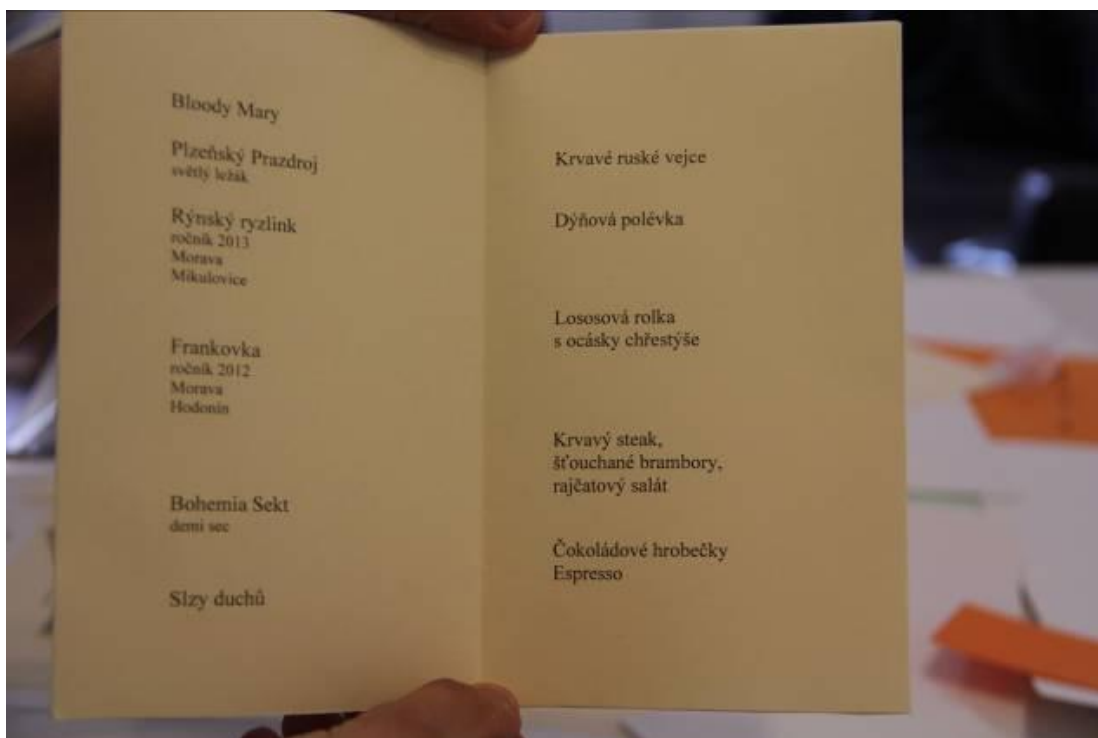 Bloody Mary
Plzeňský Prazdroj
světlý ležák
Rýnský ryzlink
ročník 2013
Morava
Mikulovice
Frankovka
ročník 2012
Morava
Hodonín
Bohemia Sekt
demi sec
Slzy duchů
Krvavé ruské vejce
Dýňová polévka
Lososová rolka
s ocásky chřestýše
Krvavý steak,
šťouchané brambory,
rajčatový salát
Čokoládové hrobečky
Espresso